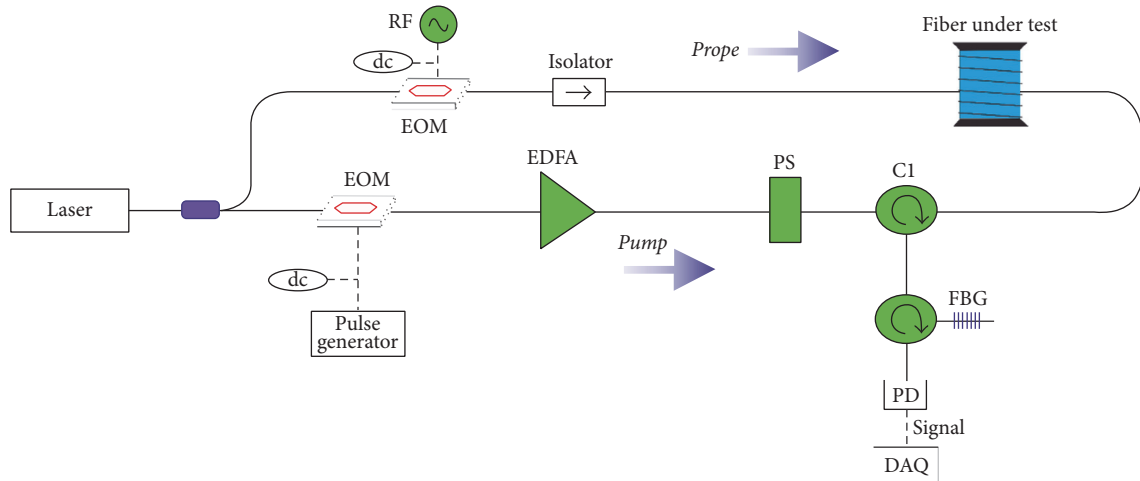 RF
dc
Prope
Fiber under test
Isolator
EOM
EDFA
PS
C1
EOM
Laser
Pump
dc
Pulse
generator
FBG
PD
Signal
DAQ